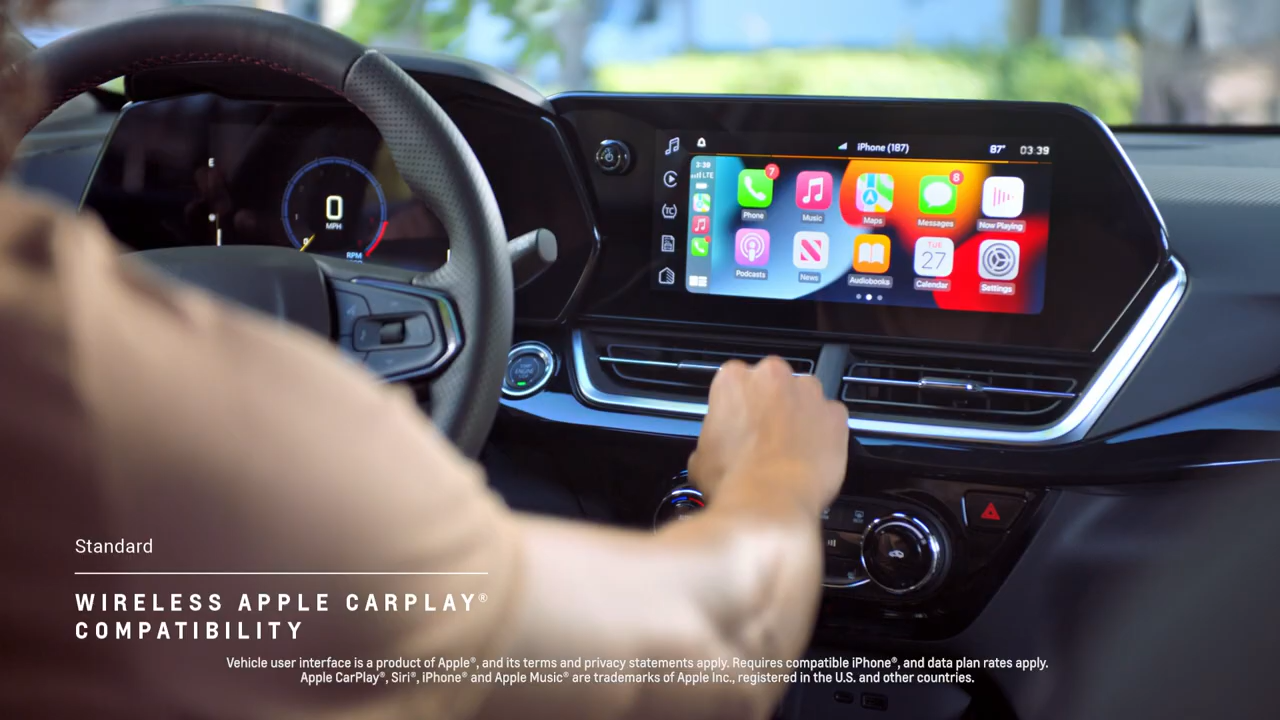 E
0
MPH
RPM
iPhone (187)
87°
03:39
3:39
LTE
7
8
Phone
Music
Maps
Messages
Now Playing
TC
TUE
27
Podcasts
News
Audiobooks
Calendar
Settings
Standard
WIRELESS APPLE CARPLAY®
COMPATIBILITY
Vehicle user interface is a product of Apple®, and its terms and privacy statements apply. Requires compatible iPhone®, and data plan rates apply.
Apple CarPlay®, Siri®, iPhone® and Apple Music® are trademarks of Apple Inc., registered in the U.S. and other countries.